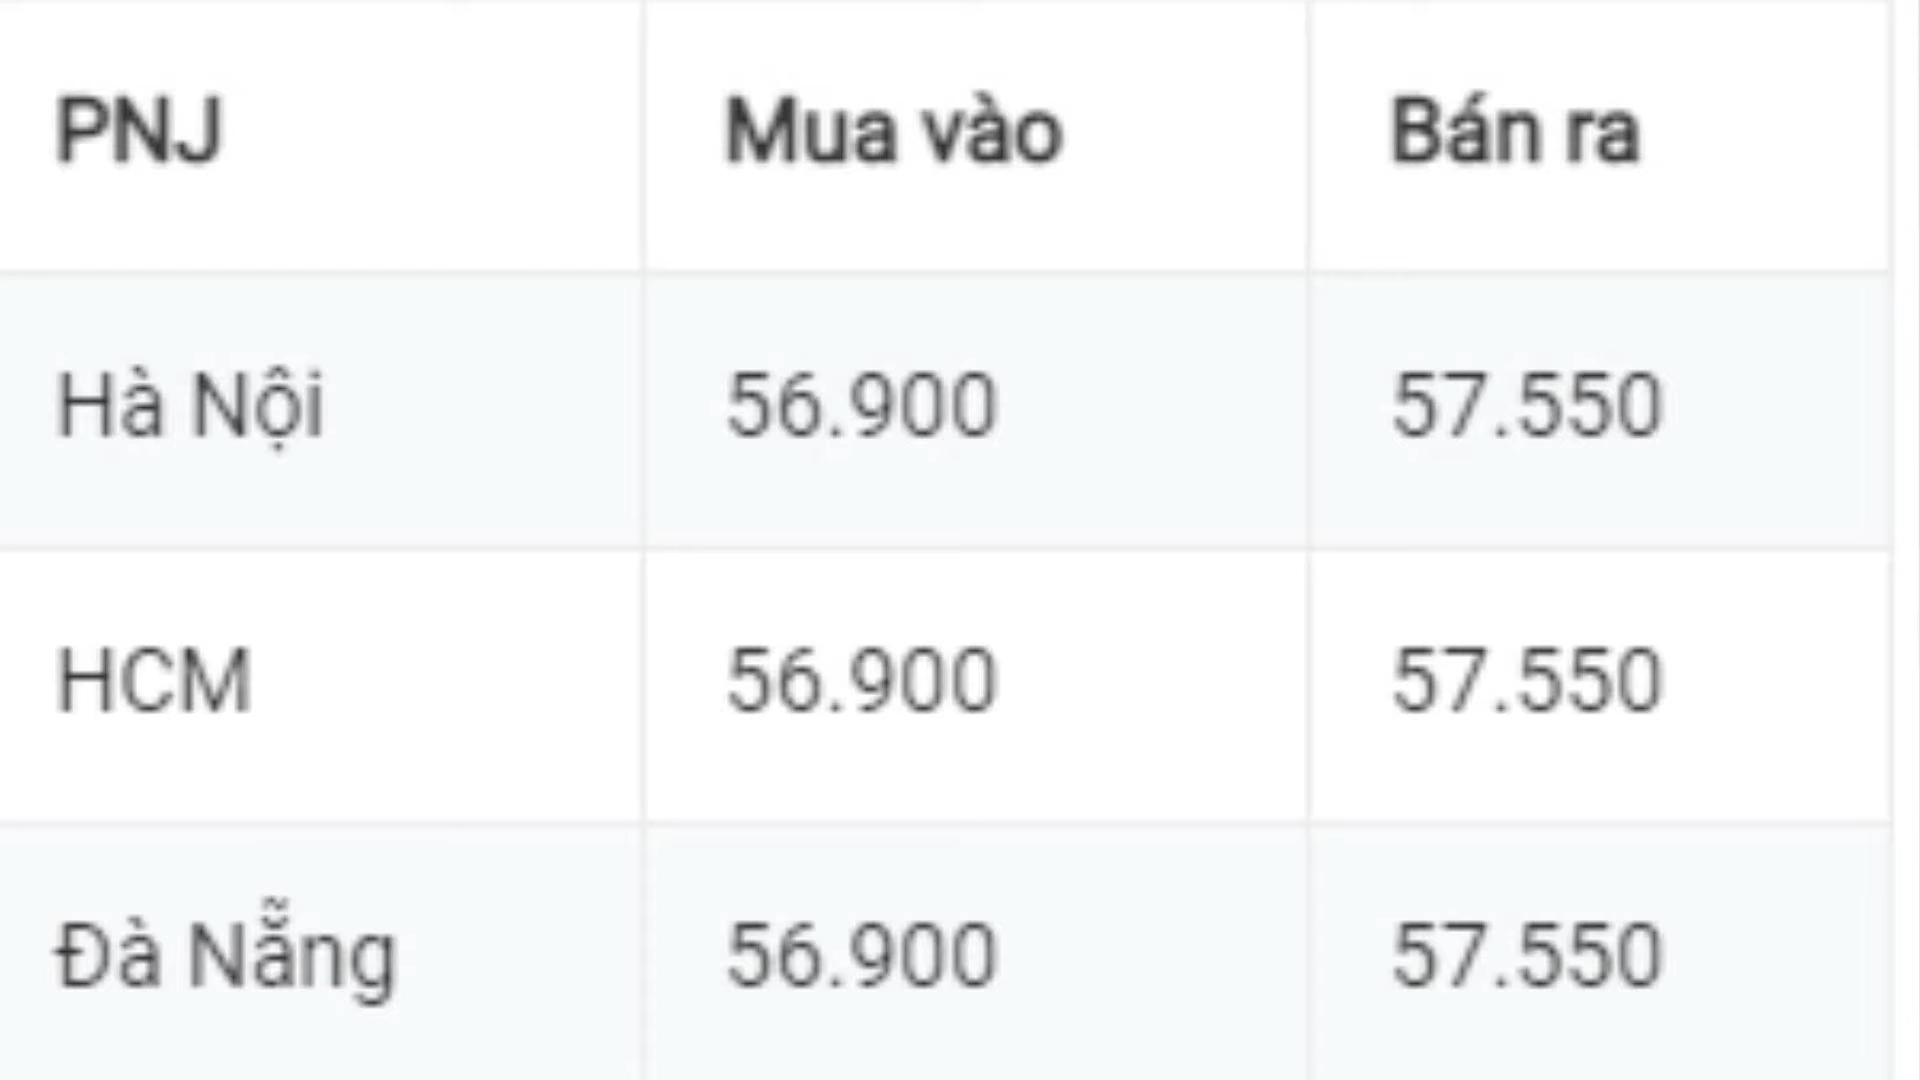 PNJ Mua vào Bán ra
Hà Nội 56.900 57.550
HCM 56.900 57.550
Đà Nẵng 56.900 57.550